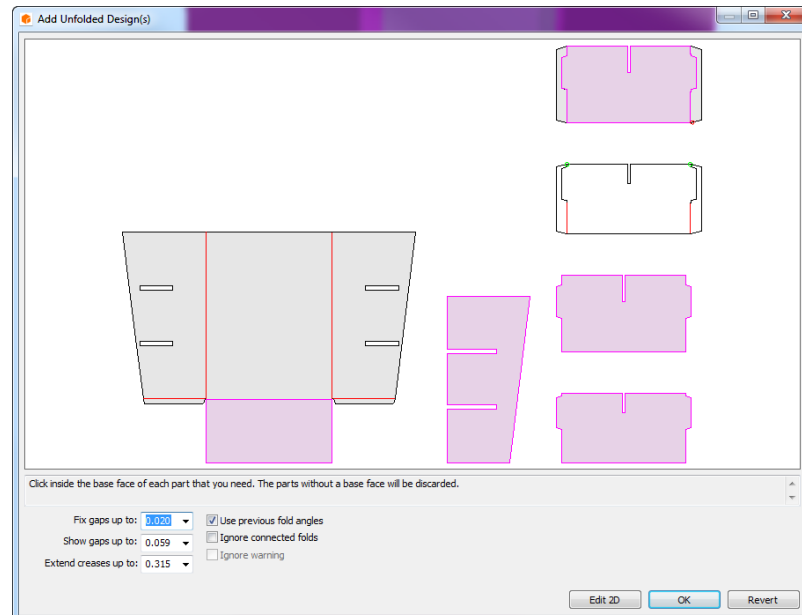 Add Unfolded Design(s)
Click inside the base face of each part that you need. The parts without a base face will be discarded.
Fix gaps up to: 0.020
Use previous fold angles
Show gaps up to: 0.059
Ignore connected folds
Extend creases up to: 0.315
Ignore warning
Edit 2D
OK
Revert